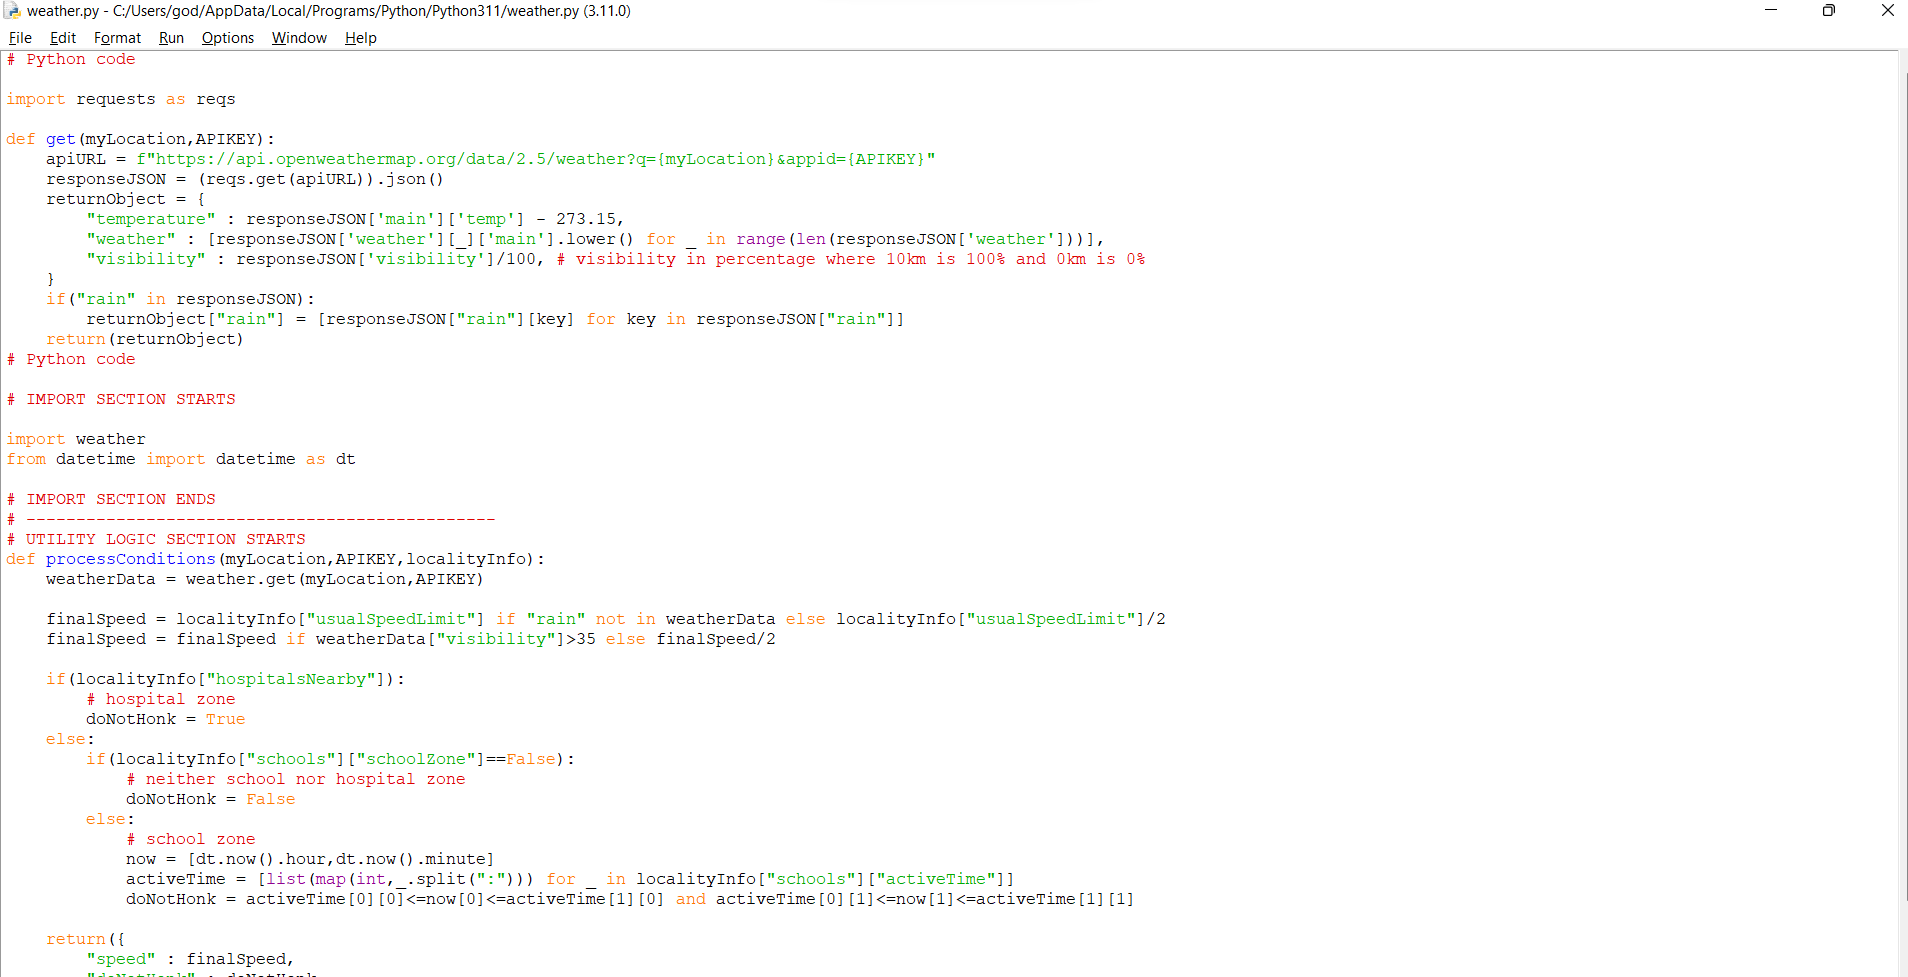 weather.py - C:/Users/god/AppData/Local/Programs/Python/Python311/weather.py (3.11.0)
File Edit Format Run Options Window Help
# Python code

import requests as reqs

def get(myLocation,APIKEY):
    apiURL = f"https://api.openweathermap.org/data/2.5/weather?q={myLocation}&appid={APIKEY}"
    responseJSON = (reqs.get(apiURL)).json()
    returnObject = {
        "temperature" : responseJSON['main']['temp'] - 273.15,
        "weather" : [responseJSON['weather'][_]['main'].lower() for _ in range(len(responseJSON['weather']))],
        "visibility" : responseJSON['visibility']/100, # visibility in percentage where 10km is 100% and 0km is 0%
    }
    if("rain" in responseJSON):
        returnObject["rain"] = [responseJSON["rain"][key] for key in responseJSON["rain"]]
    return(returnObject)
# Python code

# IMPORT SECTION STARTS

import weather
from datetime import datetime as dt

# IMPORT SECTION ENDS
# -----------------------------------------------
# UTILITY LOGIC SECTION STARTS
def processConditions(myLocation,APIKEY,localityInfo):
    weatherData = weather.get(myLocation,APIKEY)

    finalSpeed = localityInfo["usualSpeedLimit"] if "rain" not in weatherData else localityInfo["usualSpeedLimit"]/2
    finalSpeed = finalSpeed if weatherData["visibility"]>35 else finalSpeed/2

    if(localityInfo["hospitalsNearby"]):
        # hospital zone
        doNotHonk = True
    else:
        if(localityInfo["schools"]["schoolZone"]==False):
            # neither school nor hospital zone
            doNotHonk = False
        else:
            # school zone
            now = [dt.now().hour,dt.now().minute]
            activeTime = [list(map(int,_.split(":"))) for _ in localityInfo["schools"]["activeTime"]]
            doNotHonk = activeTime[0][0]<=now[0]<=activeTime[1][0] and activeTime[0][1]<=now[1]<=activeTime[1][1]

    return({
        "speed" : finalSpeed,
        "doNotHonk" : doNotHonk